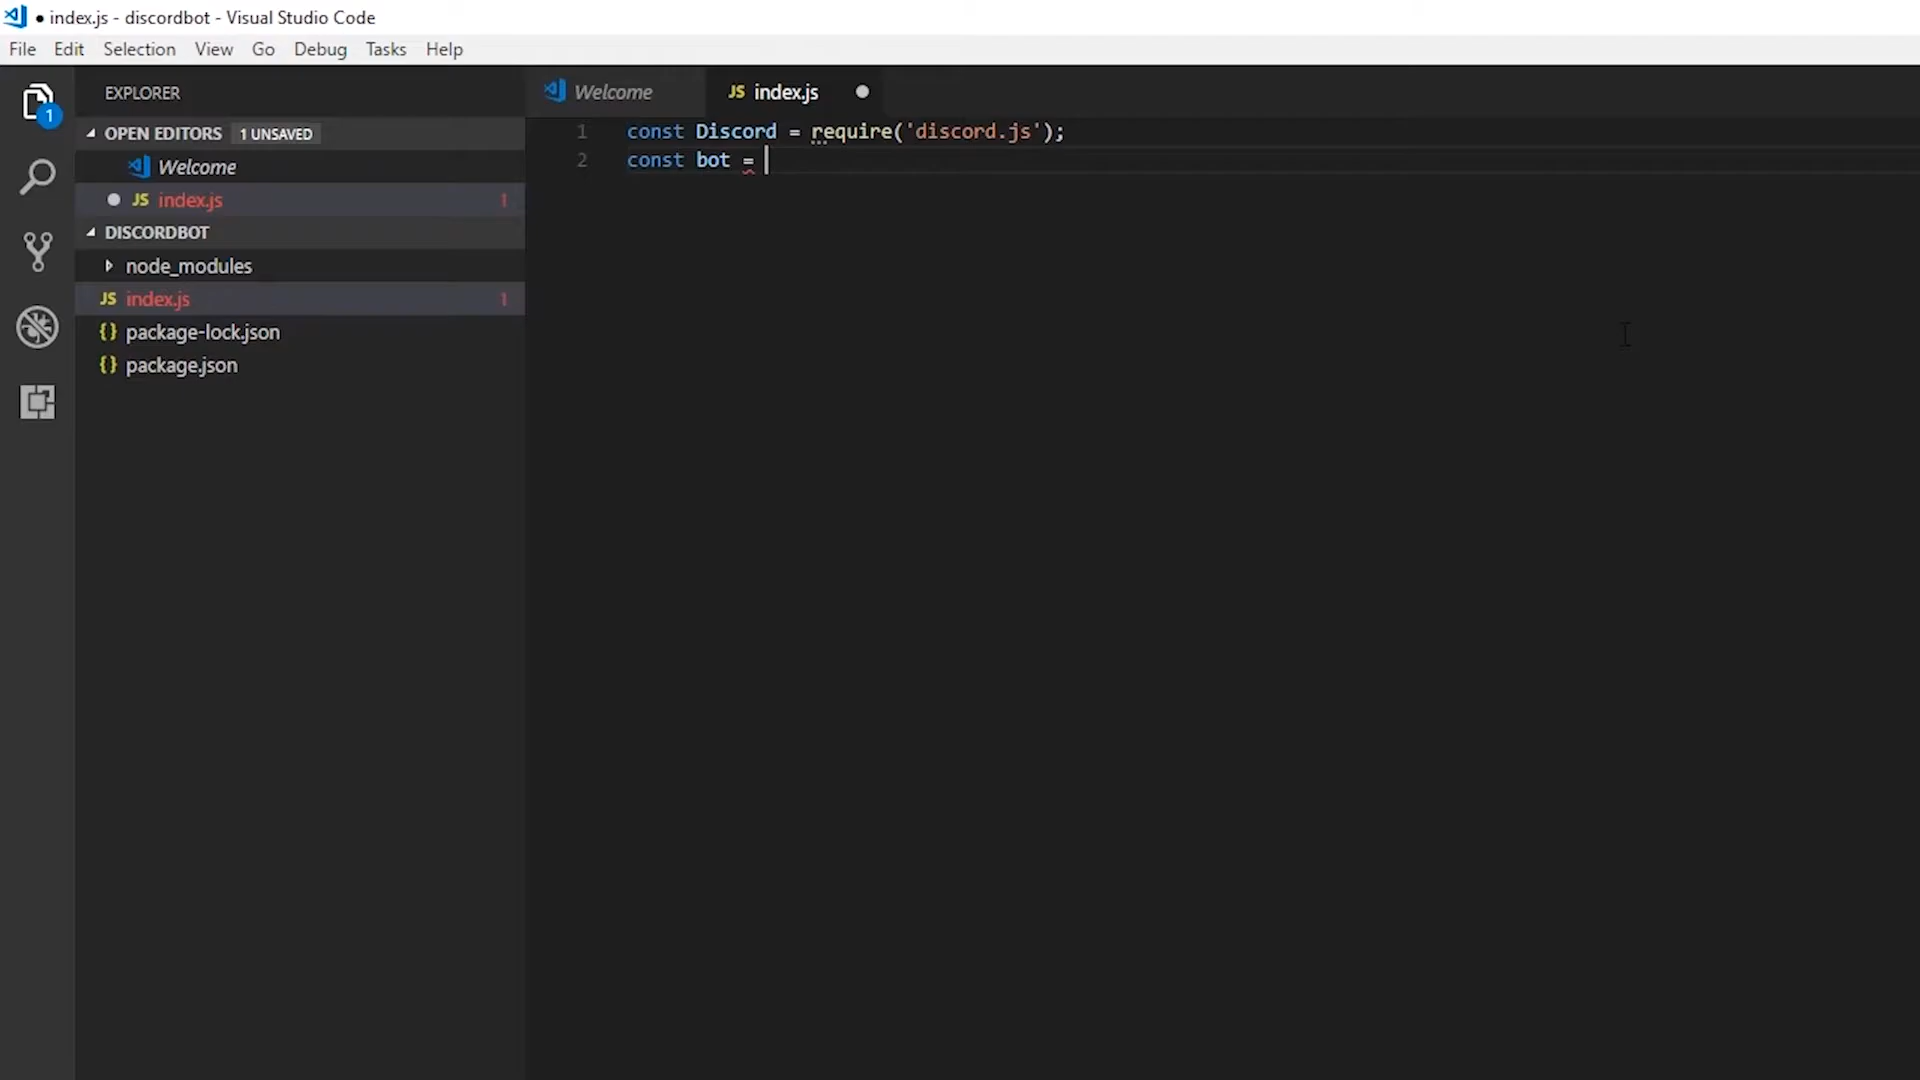 ● index.js - discordbot - Visual Studio Code
File Edit Selection View Go Debug Tasks Help
EXPLORER
Welcome
JS index.js
1
OPEN EDITORS 1 UNSAVED
Welcome
JS index.js 1
DISCORDBOT
node_modules
JS index.js 1
{} package-lock.json
{} package.json
1 const Discord = require('discord.js');
2 const bot =